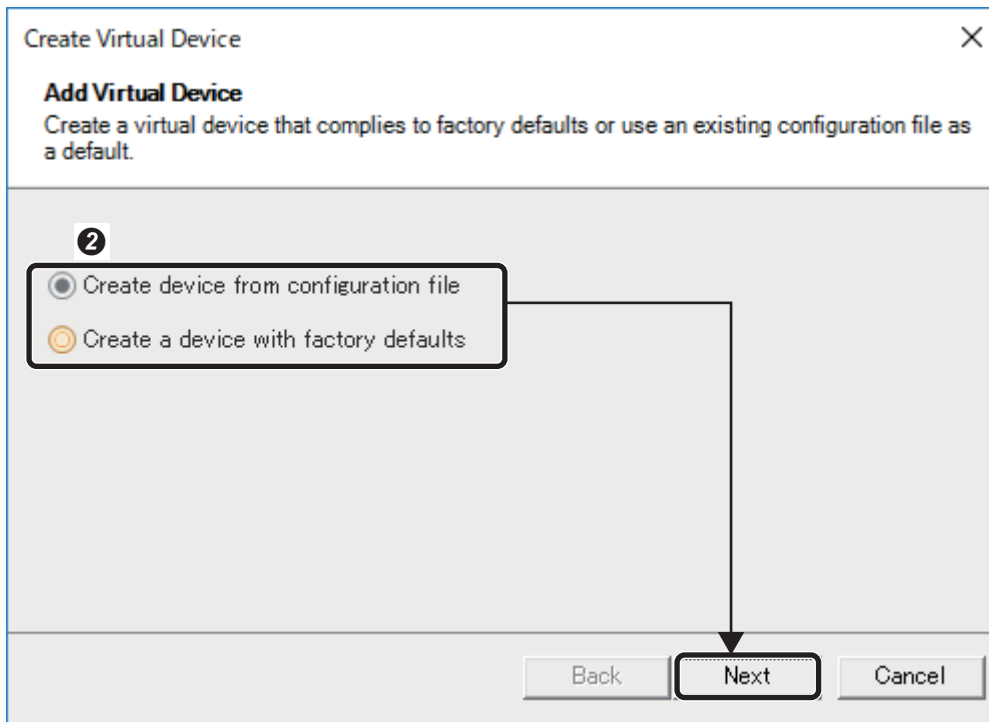 Create Virtual Device
Add Virtual Device
Create a virtual device that complies to factory defaults or use an existing configuration file as
a default.
❷
Create device from configuration file
Create a device with factory defaults
Back
Next
Cancel